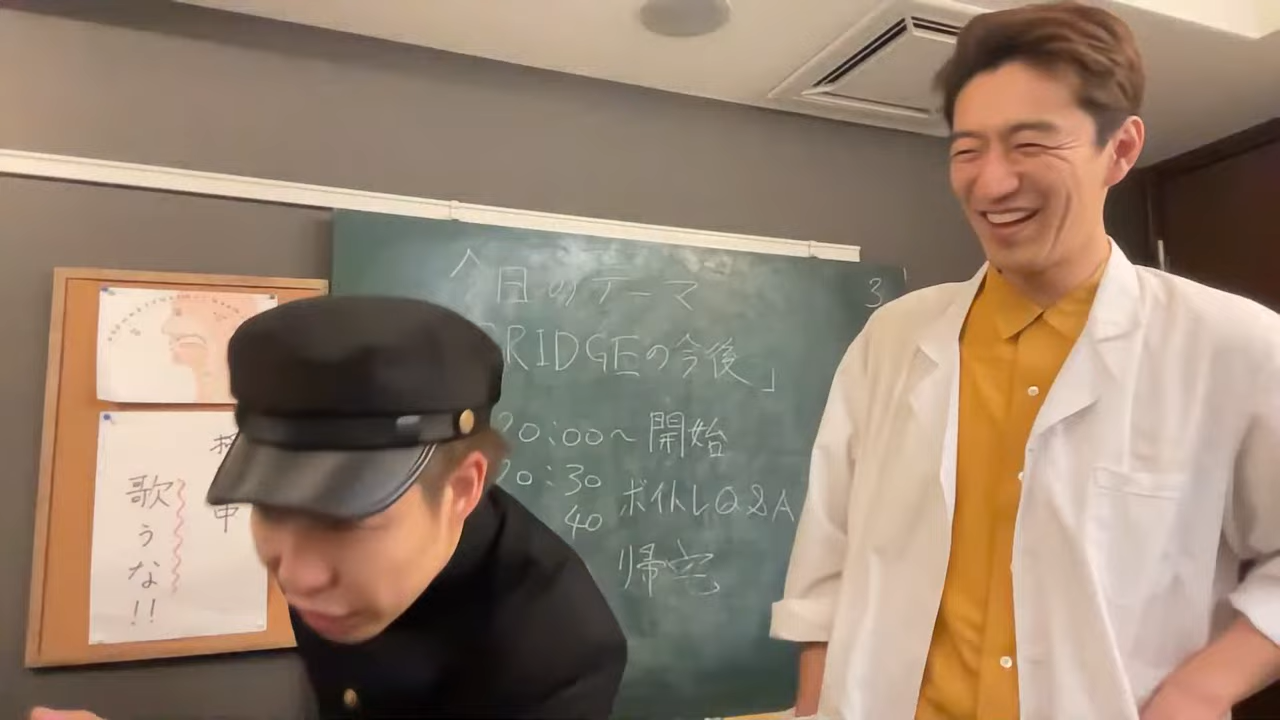 今日のテーマ
RIDGEの今後」
3
20:00~ 開始
20:30 ボイトレQ&A
40 帰宅
中
歌うな!!